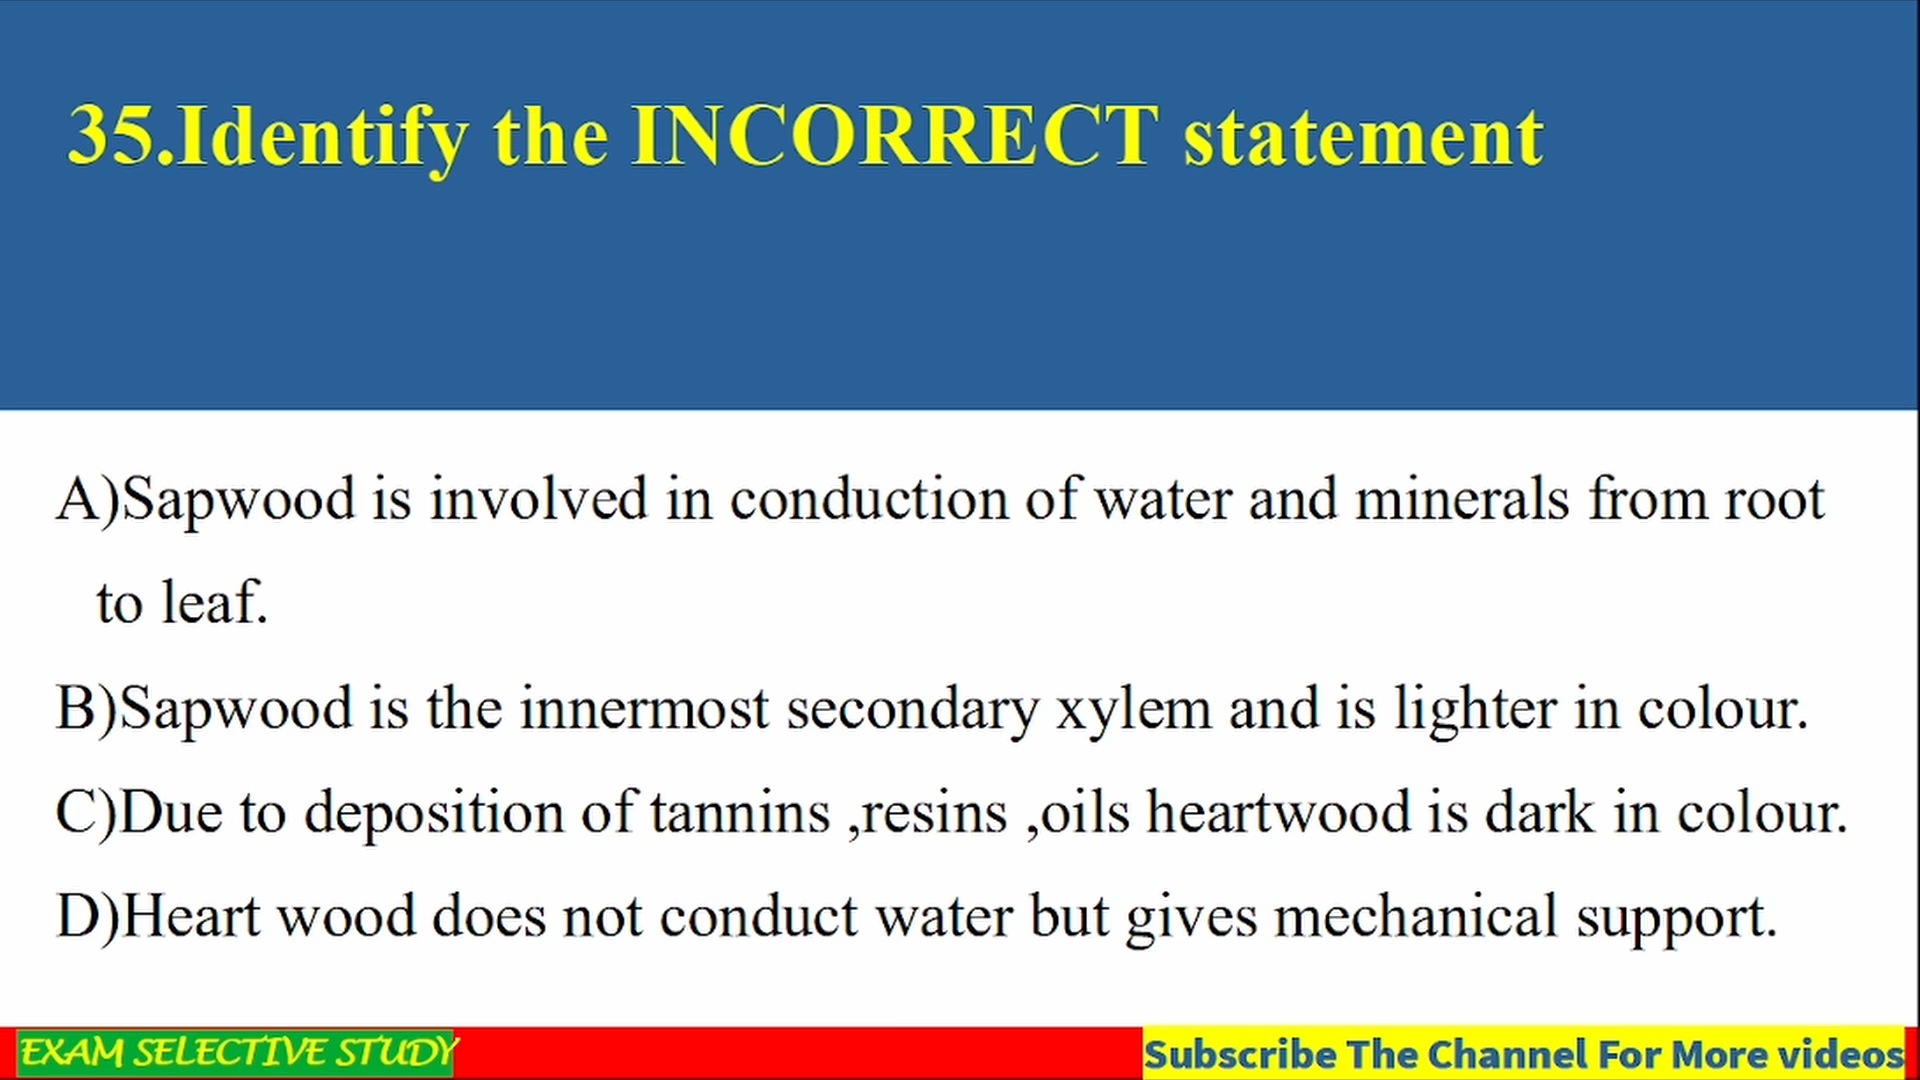 35.Identify the INCORRECT statement
A)Sapwood is involved in conduction of water and minerals from root
to leaf.
B)Sapwood is the innermost secondary xylem and is lighter in colour.
C)Due to deposition of tannins ,resins ,oils heartwood is dark in colour.
D)Heart wood does not conduct water but gives mechanical support.
EXAM SELECTIVE STUDY
Subscribe The Channel For More videos